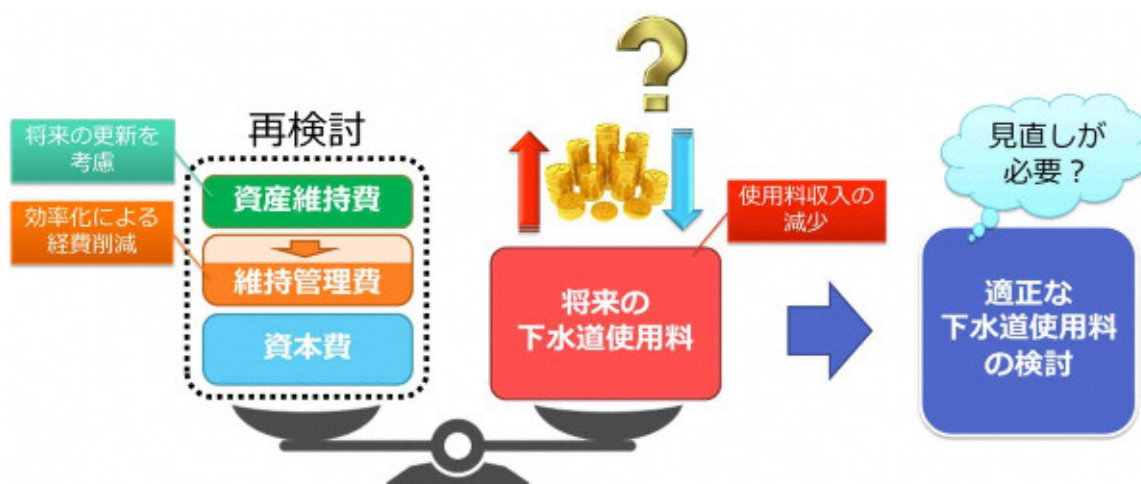 再検討
将来の更新を
考慮
資産維持費
効率化による
経費削減
維持管理費
資本費
?
将来の
下水道使用料
使用料収入の
減少
見直しが
必要?
適正な
下水道使用料
の検討